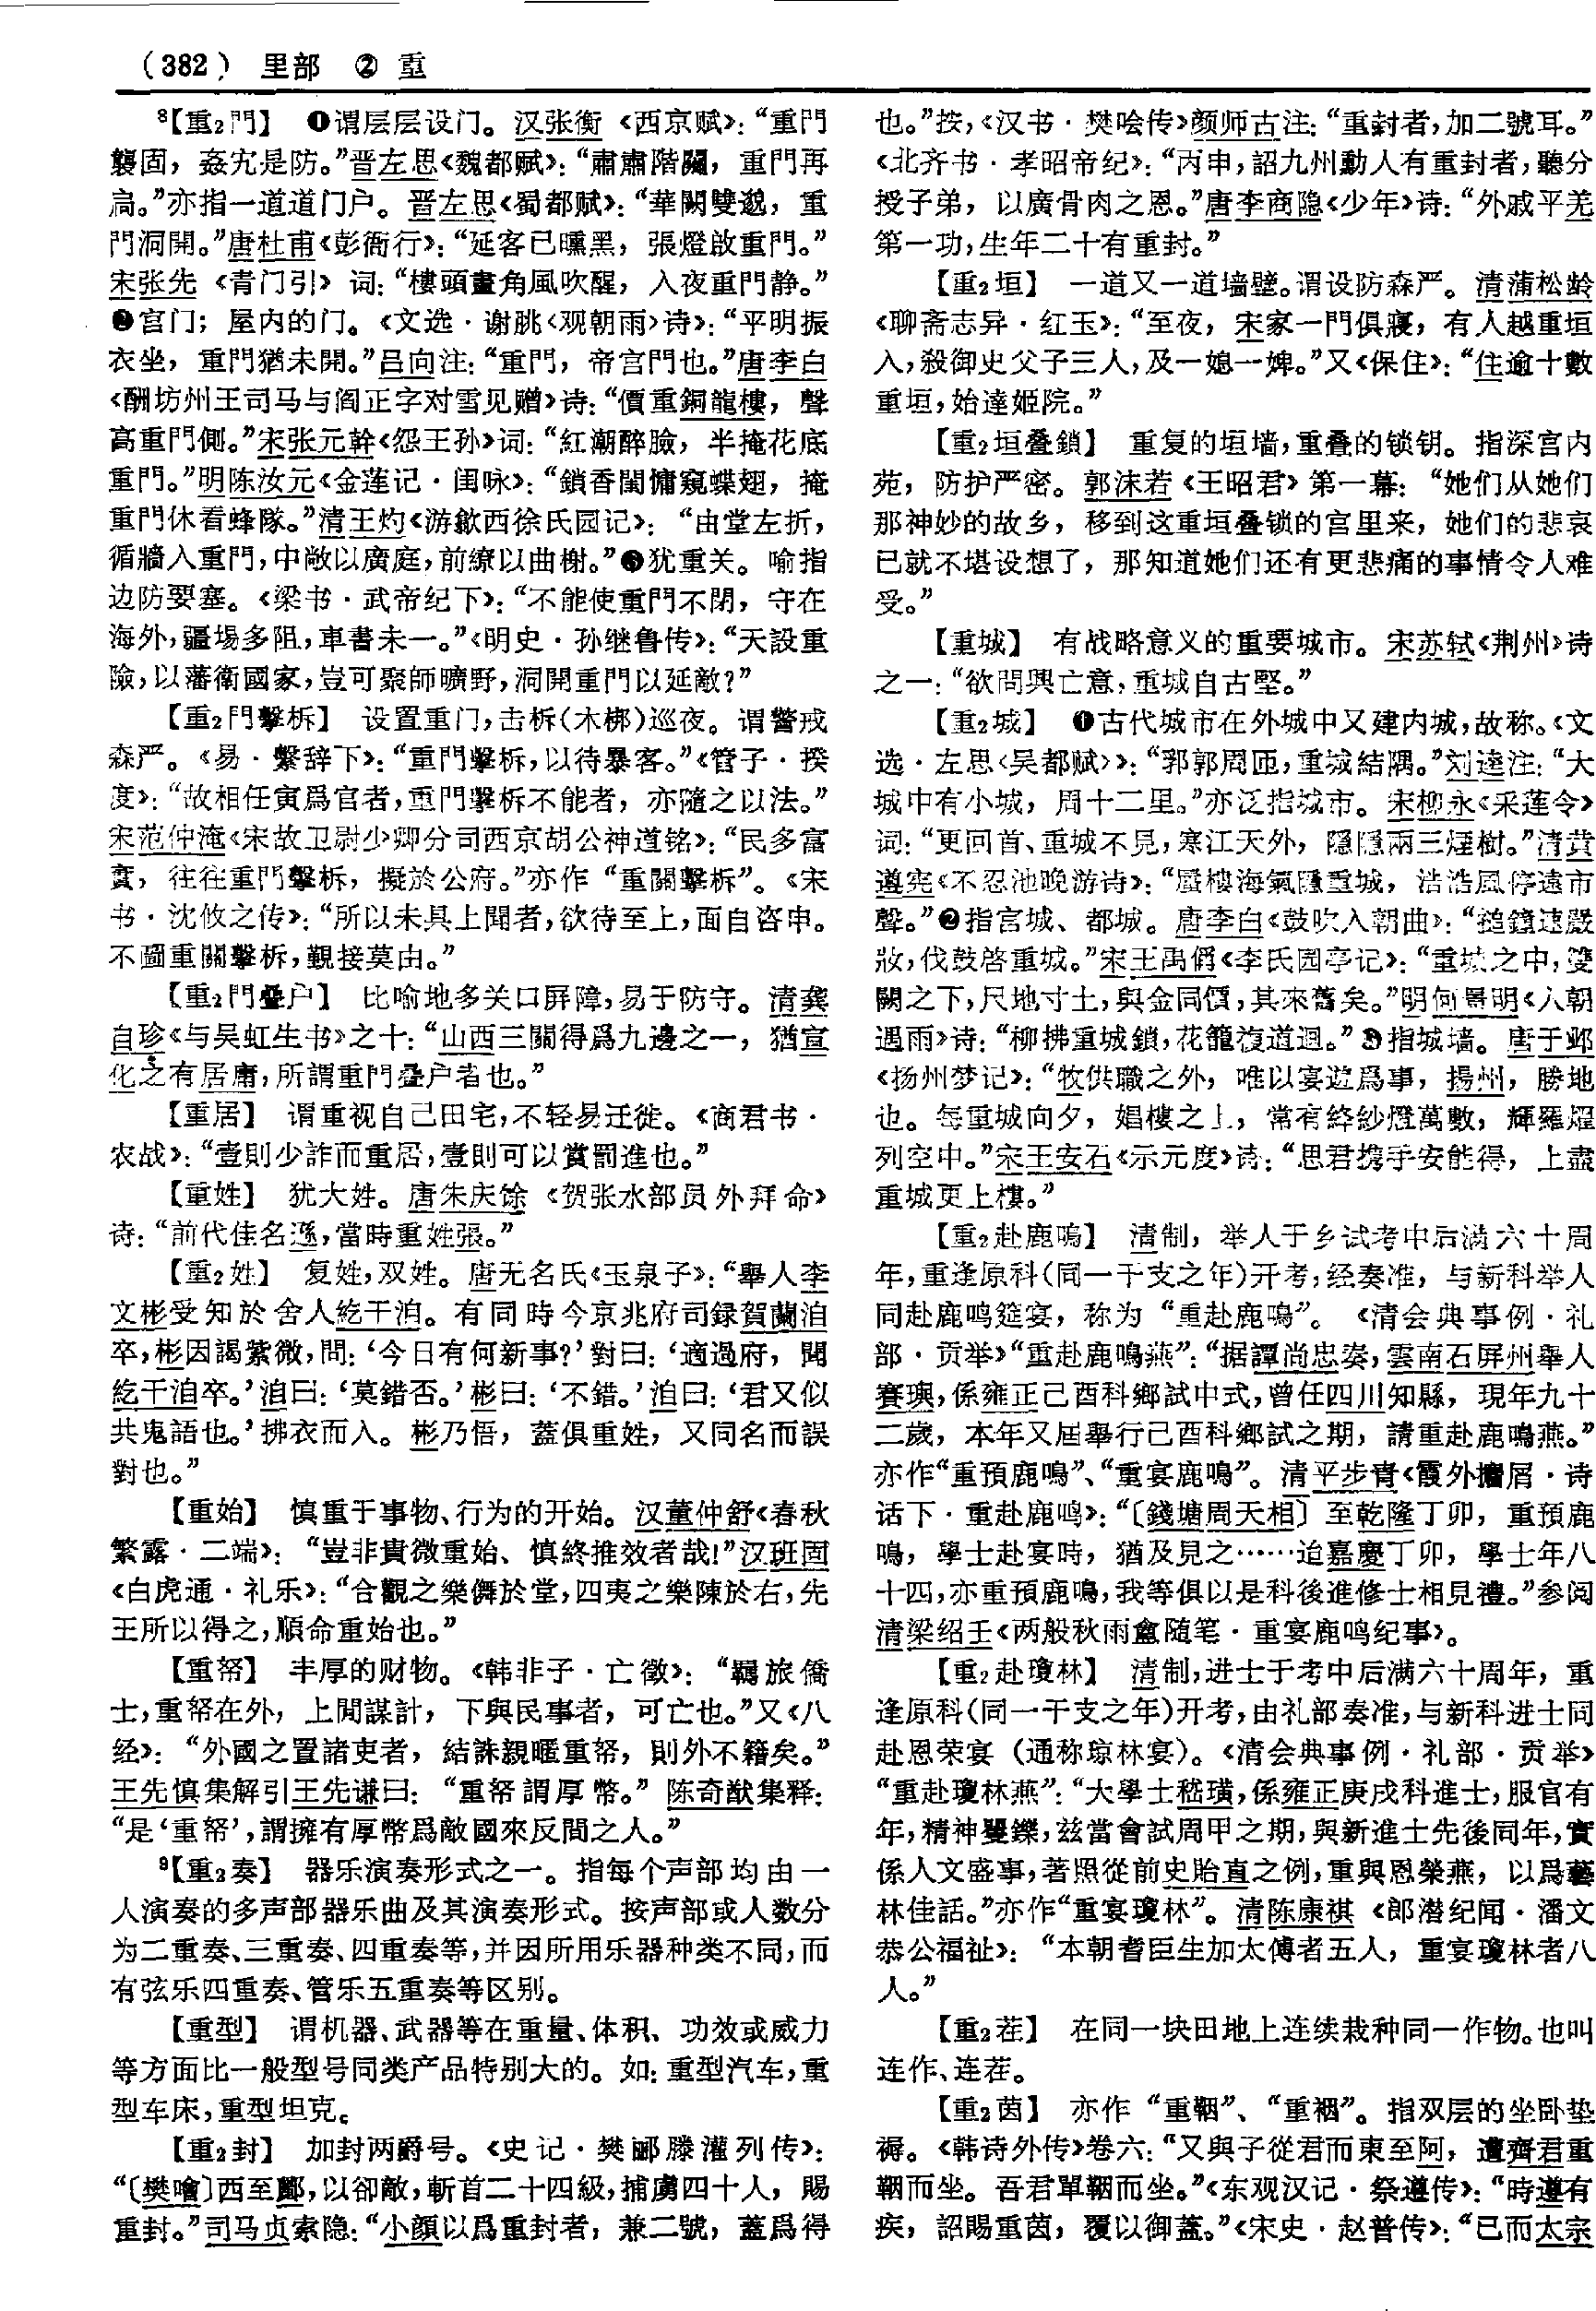 (382) 里部 ② 重
⁸【重₂門】 ❶谓层层设门。汉张衡《西京赋》：“重門
襲固，姦宄是防。”晋左思《魏都赋》：“肅肅階闥，重門再
扃。”亦指一道道门户。晋左思《蜀都赋》：“華闕雙邈，重
門洞開。”唐杜甫《彭衙行》：“延客已曛黑，張燈啟重門。”
宋张先《青门引》词：“樓頭畫角風吹醒，入夜重門静。”
❷宫门；屋内的门。《文选·谢朓〈观朝雨〉诗》：“平明振
衣坐，重門猶未開。”吕向注：“重門，帝宫門也。”唐李白
《酬坊州王司马与阎正字对雪见赠》诗：“價重銅龍樓，聲
高重門側。”宋张元幹《怨王孙》词：“紅潮醉臉，半掩花底
重門。”明陈汝元《金莲记·闺咏》：“鎖香閨慵窺蝶翅，掩
重門休看蜂隊。”清王灼《游歙西徐氏园记》：“由堂左折，
循牆入重門，中敞以廣庭，前繚以曲榭。”❸犹重关。喻指
边防要塞。《梁书·武帝纪下》：“不能使重門不閉，守在
海外，疆埸多阻，車書未一。”《明史·孙继鲁传》：“天設重
險，以藩衛國家，豈可聚師曠野，洞開重門以延敵？”
【重₂門擊柝】 设置重门，击柝(木梆)巡夜。谓警戒
森严。《易·繫辞下》：“重門擊柝，以待暴客。”《管子·揆
度》：“故相任寅爲官者，重門擊柝不能者，亦隨之以法。”
宋范仲淹《宋故卫尉少卿分司西京胡公神道铭》：“民多富
實，往往重門擊柝，擬於公府。”亦作“重關擊柝”。《宋
书·沈攸之传》：“所以未具上聞者，欲待至上，面自咨申。
不圖重關擊柝，覲接莫由。”
【重₂門疊户】 比喻地多关口屏障，易于防守。清龚
自珍《与吴虹生书》之十：“山西三關得爲九邊之一，猶宣
化之有居庸，所謂重門疊户者也。”
【重居】 谓重视自己田宅，不轻易迁徙。《商君书·
农战》：“壹則少詐而重居，壹則可以賞罰進也。”
【重姓】 犹大姓。唐朱庆馀《贺张水部员外拜命》
诗：“前代佳名遜，當時重姓張。”
【重₂姓】 复姓，双姓。唐无名氏《玉泉子》：“舉人李
文彬受知於舍人紇干洎。有同時今京兆府司録賀蘭洎
卒，彬因謁紫微，問：‘今日有何新事？’對曰：‘適過府，聞
紇干洎卒。’洎曰：‘莫錯否。’彬曰：‘不錯。’洎曰：‘君又似
共鬼語也。’拂衣而入。彬乃悟，蓋俱重姓，又同名而誤
對也。”
【重始】 慎重于事物、行为的开始。汉董仲舒《春秋
繁露·二端》：“豈非貴微重始、慎終推效者哉！”汉班固
《白虎通·礼乐》：“合觀之樂儛於堂，四夷之樂陳於右，先
王所以得之，順命重始也。”
【重帑】 丰厚的财物。《韩非子·亡徵》：“羈旅僑
士，重帑在外，上閒謀計，下與民事者，可亡也。”又《八
经》：“外國之置諸吏者，結誅親暱重帑，則外不籍矣。”
王先慎集解引王先谦曰：“重帑謂厚幣。”陈奇猷集释：
“是‘重帑’，謂擁有厚幣爲敵國來反間之人。”
⁹【重₂奏】 器乐演奏形式之一。指每个声部均由一
人演奏的多声部器乐曲及其演奏形式。按声部或人数分
为二重奏、三重奏、四重奏等，并因所用乐器种类不同，而
有弦乐四重奏、管乐五重奏等区别。
【重型】 谓机器、武器等在重量、体积、功效或威力
等方面比一般型号同类产品特别大的。如：重型汽车，重
型车床，重型坦克。
【重₂封】 加封两爵号。《史记·樊郦滕灌列传》：
“〔樊噲〕西至酈，以卻敵，斬首二十四級，捕虜四十人，賜
重封。”司马贞索隐：“小顔以爲重封者，兼二號，蓋爲得
也。”按，《汉书·樊哙传》颜师古注：“重封者，加二號耳。”
《北齐书·孝昭帝纪》：“丙申，詔九州勳人有重封者，聽分
授子弟，以廣骨肉之恩。”唐李商隐《少年》诗：“外戚平羌
第一功，生年二十有重封。”
【重₂垣】 一道又一道墙壁。谓设防森严。清蒲松龄
《聊斋志异·红玉》：“至夜，宋家一門俱寢，有人越重垣
入，殺御史父子三人，及一媳一婢。”又《保住》：“住逾十數
重垣，始達姬院。”
【重₂垣叠鎖】 重复的垣墙，重叠的锁钥。指深宫内
苑，防护严密。郭沫若《王昭君》第一幕：“她们从她们
那神妙的故乡，移到这重垣叠锁的宫里来，她们的悲哀
已就不堪设想了，那知道她们还有更悲痛的事情令人难
受。”
【重城】 有战略意义的重要城市。宋苏轼《荆州》诗
之一：“欲問興亡意，重城自古堅。”
【重₂城】 ❶古代城市在外城中又建内城，故称。《文
选·左思〈吴都赋〉》：“郛郭周匝，重城結隅。”刘逵注：“大
城中有小城，周十二里。”亦泛指城市。宋柳永《采莲令》
词：“更回首、重城不見，寒江天外，隱隱兩三煙樹。”清黄
遵宪《不忍池晚游诗》：“蜃樓海氣隱重城，浩浩風停遠市
聲。”❷指宫城、都城。唐李白《鼓吹入朝曲》：“鎚鐘速嚴
妝，伐鼓啓重城。”宋王禹偁《李氏园亭记》：“重城之中，雙
闕之下，尺地寸土，與金同價，其來舊矣。”明何景明《入朝
遇雨》诗：“柳拂重城鎖，花籠複道迴。”❸指城墙。唐于邺
《扬州梦记》：“牧供職之外，唯以宴遊爲事，揚州，勝地
也。每重城向夕，娼樓之上，常有絳紗燈萬數，輝羅燿
列空中。”宋王安石《示元度》诗：“思君攜手安能得，上盡
重城更上樓。”
【重₂赴鹿鳴】 清制，举人于乡试考中后满六十周
年，重逢原科(同一干支之年)开考，经奏准，与新科举人
同赴鹿鸣筵宴，称为“重赴鹿鳴”。《清会典事例·礼
部·贡举》“重赴鹿鳴燕”：“据譚尚忠奏，雲南石屏州舉人
賽璵，係雍正己酉科鄉試中式，曾任四川知縣，現年九十
二歲，本年又屆舉行己酉科鄉試之期，請重赴鹿鳴燕。”
亦作“重預鹿鳴”、“重宴鹿鳴”。清平步青《霞外攟屑·诗
话下·重赴鹿鸣》：“〔錢塘周天相〕至乾隆丁卯，重預鹿
鳴，學士赴宴時，猶及見之……迨嘉慶丁卯，學士年八
十四，亦重預鹿鳴，我等俱以是科後進修士相見禮。”参阅
清梁绍壬《两般秋雨盦随笔·重宴鹿鸣纪事》。
【重₂赴瓊林】 清制，进士于考中后满六十周年，重
逢原科(同一干支之年)开考，由礼部奏准，与新科进士同
赴恩荣宴（通称琼林宴）。《清会典事例·礼部·贡举》
“重赴瓊林燕”：“大學士嵇璜，係雍正庚戌科進士，服官有
年，精神矍鑠，兹當會試周甲之期，與新進士先後同年，實
係人文盛事，著照從前史貽直之例，重與恩榮燕，以爲藝
林佳話。”亦作“重宴瓊林”。清陈康祺《郎潜纪闻·潘文
恭公福祉》：“本朝耆臣生加太傅者五人，重宴瓊林者八
人。”
【重₂茬】 在同一块田地上连续栽种同一作物。也叫
连作、连茬。
【重₂茵】 亦作“重鞇”、“重裀”。指双层的坐卧垫
褥。《韩诗外传》卷六：“又與子從君而東至阿，遭齊君重
鞇而坐。吾君單鞇而坐。”《东观汉记·祭遵传》：“時遵有
疾，詔賜重茵，覆以御蓋。”《宋史·赵普传》：“已而太宗